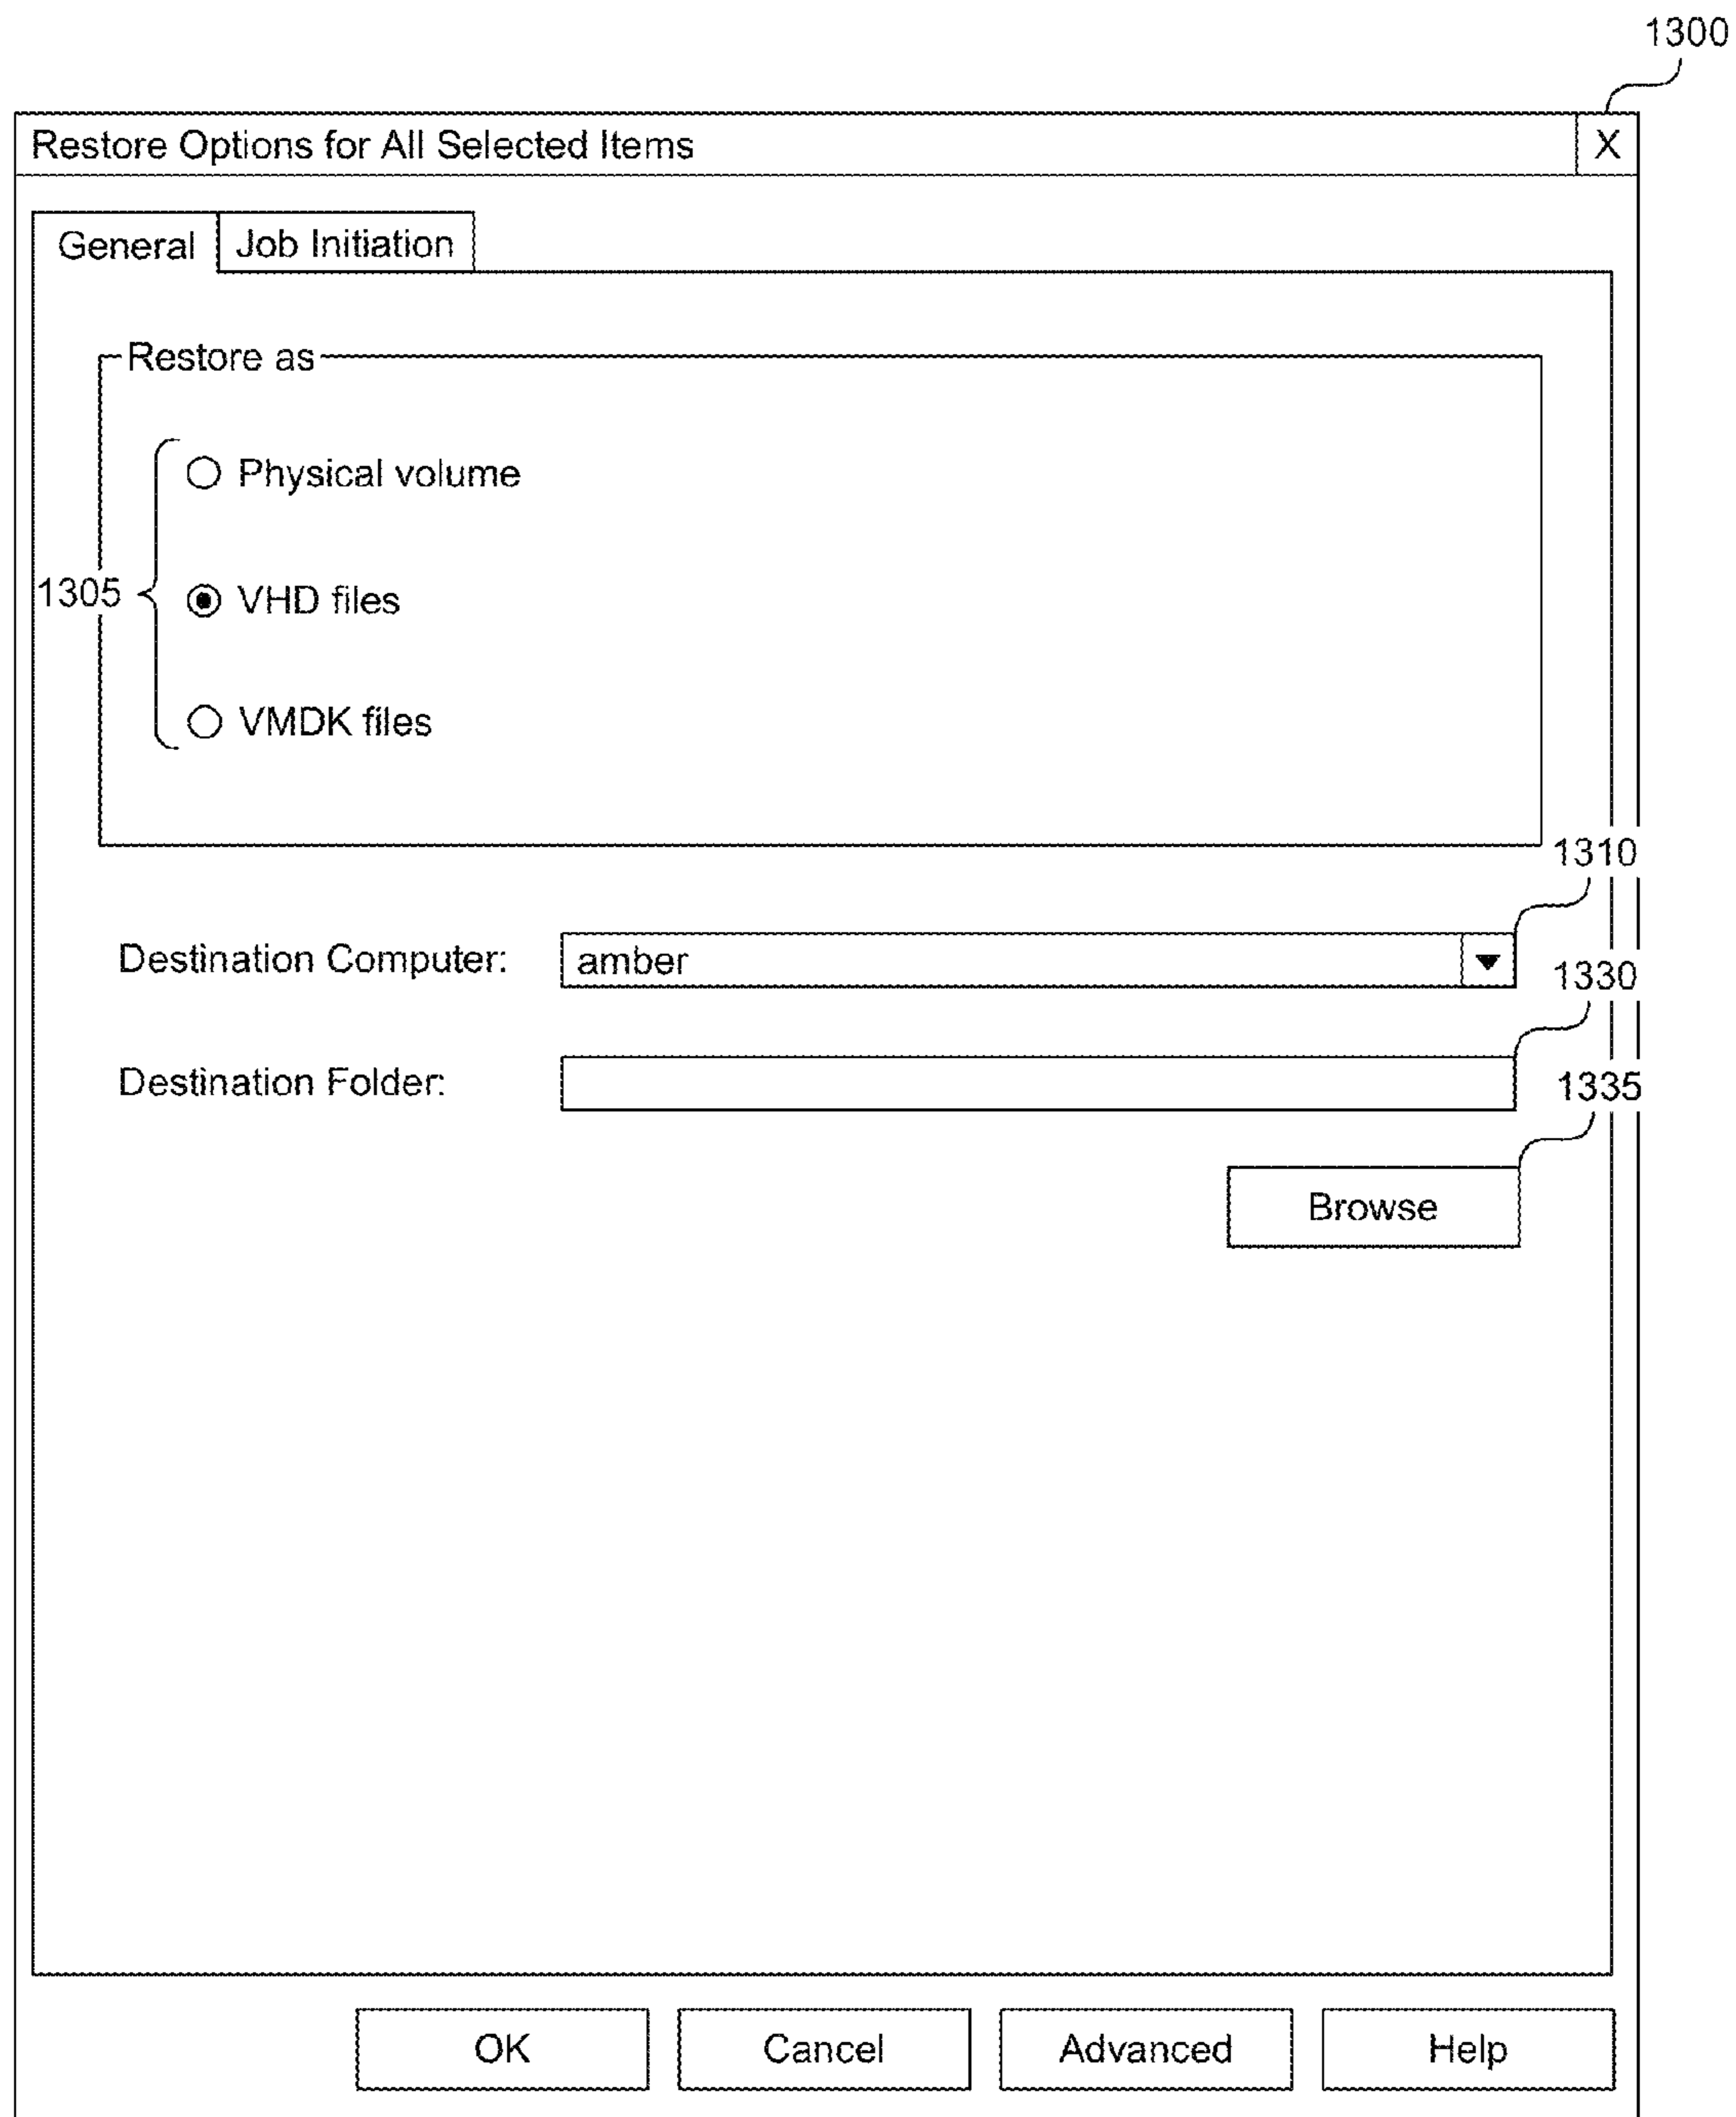 1300
Restore Options for All Selected Items X
General Job Initiation
Restore as
Physical volume
1305 VHD files
VMDK files
1310
Destination Computer: amber
1330
Destination Folder:
1335
Browse
OK Cancel Advanced Help